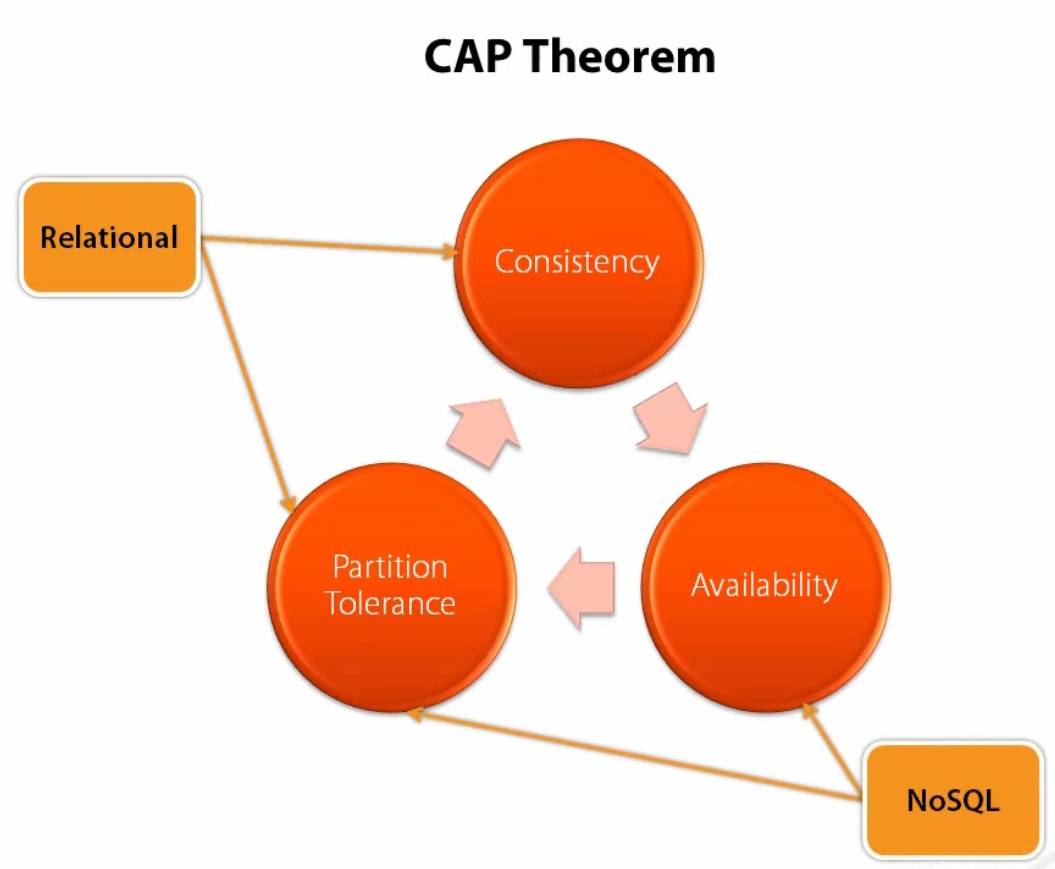 CAP Theorem
Relational
Consistency
Partition
Tolerance
Availability
NoSQL